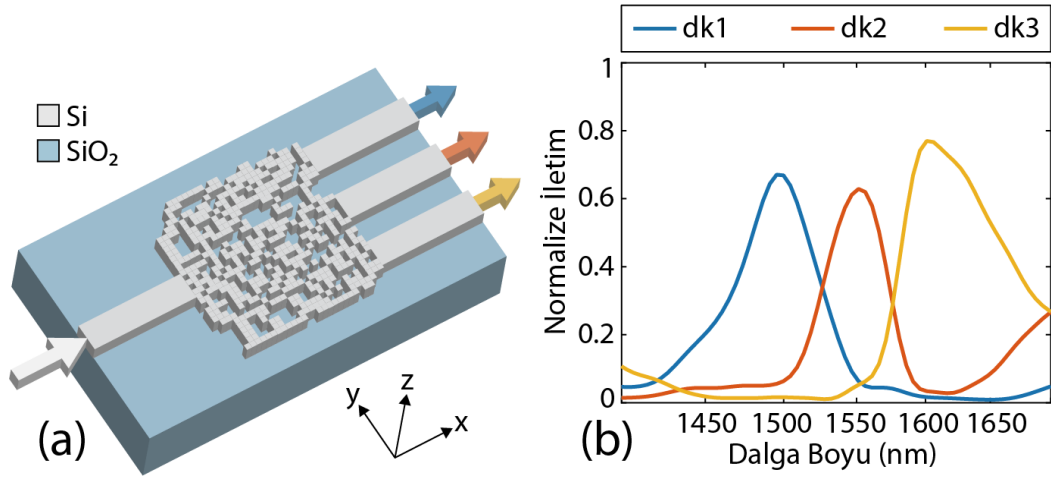 Si
SiO₂
y
z
x
(a)
dk1 dk2 dk3
Normalize İletim
1
0.8
0.6
0.4
0.2
0
1450 1500 1550 1600 1650
Dalga Boyu (nm)
(b)